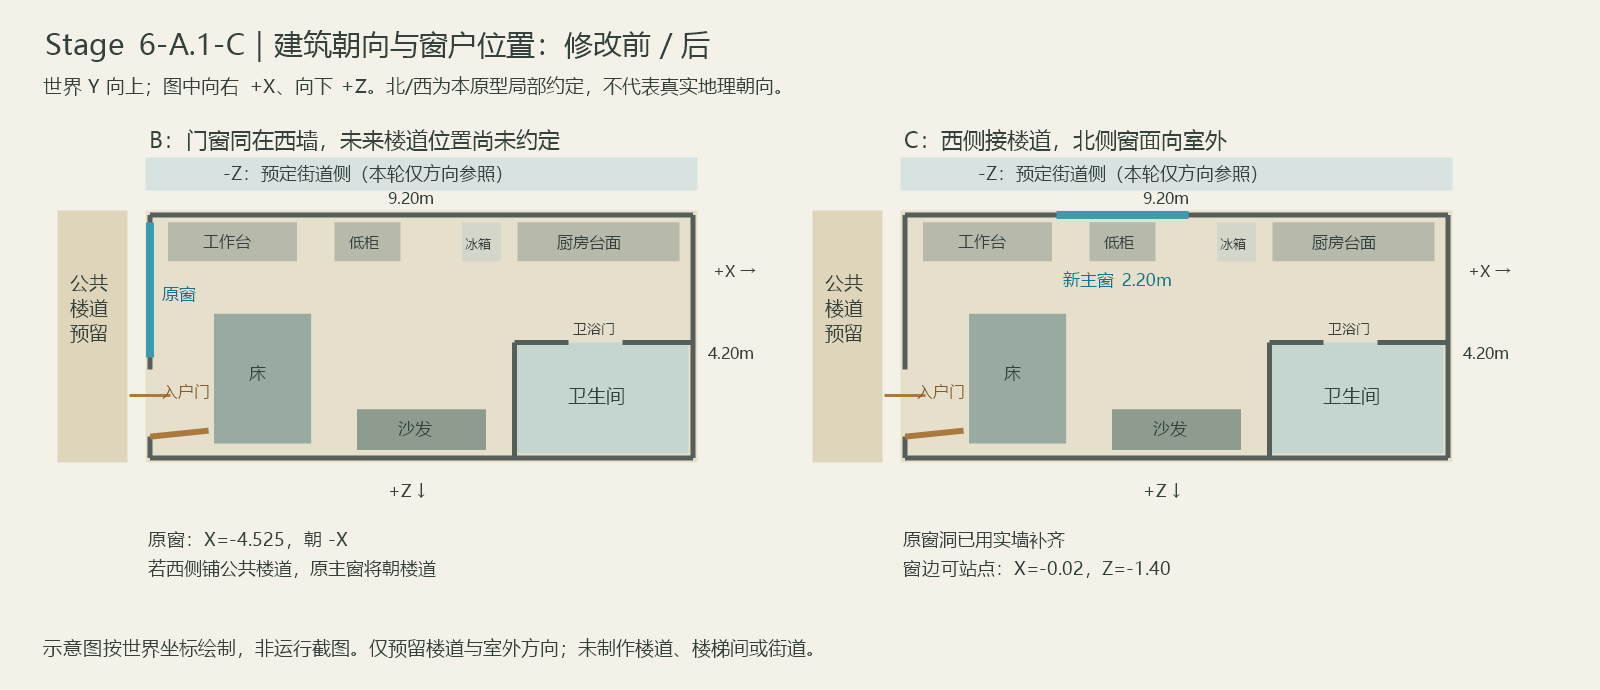 Stage 6-A.1-C | 建筑朝向与窗户位置：修改前 / 后
世界 Y 向上；图中向右 +X、向下 +Z。北/西为本原型局部约定，不代表真实地理朝向。
B：门窗同在西墙，未来楼道位置尚未约定
-Z：预定街道侧（本轮仅方向参照）
9.20m
工作台
低柜
冰箱
厨房台面
公共
楼道
预留
原窗
+X →
卫浴门
4.20m
床
入户门
卫生间
沙发
+Z ↓
原窗：X=-4.525，朝 -X
若西侧铺公共楼道，原主窗将朝楼道
C：西侧接楼道，北侧窗面向室外
-Z：预定街道侧（本轮仅方向参照）
9.20m
工作台
低柜
冰箱
厨房台面
公共
楼道
预留
新主窗 2.20m
+X →
卫浴门
4.20m
床
入户门
卫生间
沙发
+Z ↓
原窗洞已用实墙补齐
窗边可站点：X=-0.02，Z=-1.40
示意图按世界坐标绘制，非运行截图。仅预留楼道与室外方向；未制作楼道、楼梯间或街道。